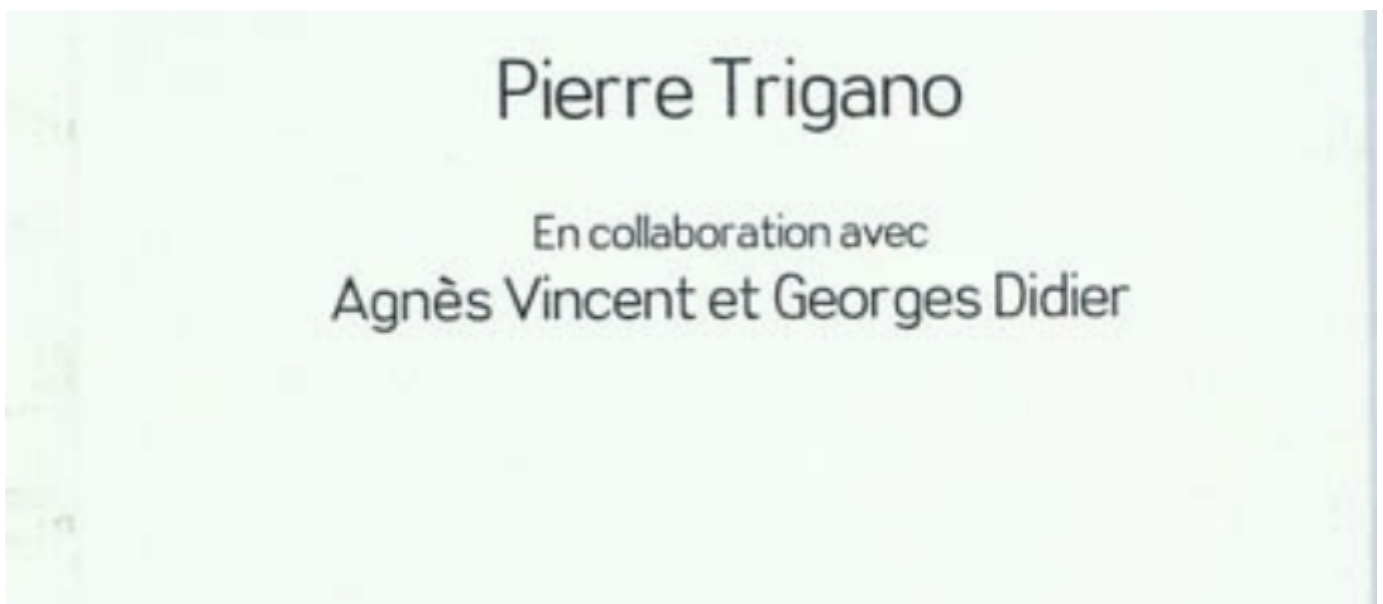 Pierre Trigano
En collaboration avec
Agnès Vincent et Georges Didier